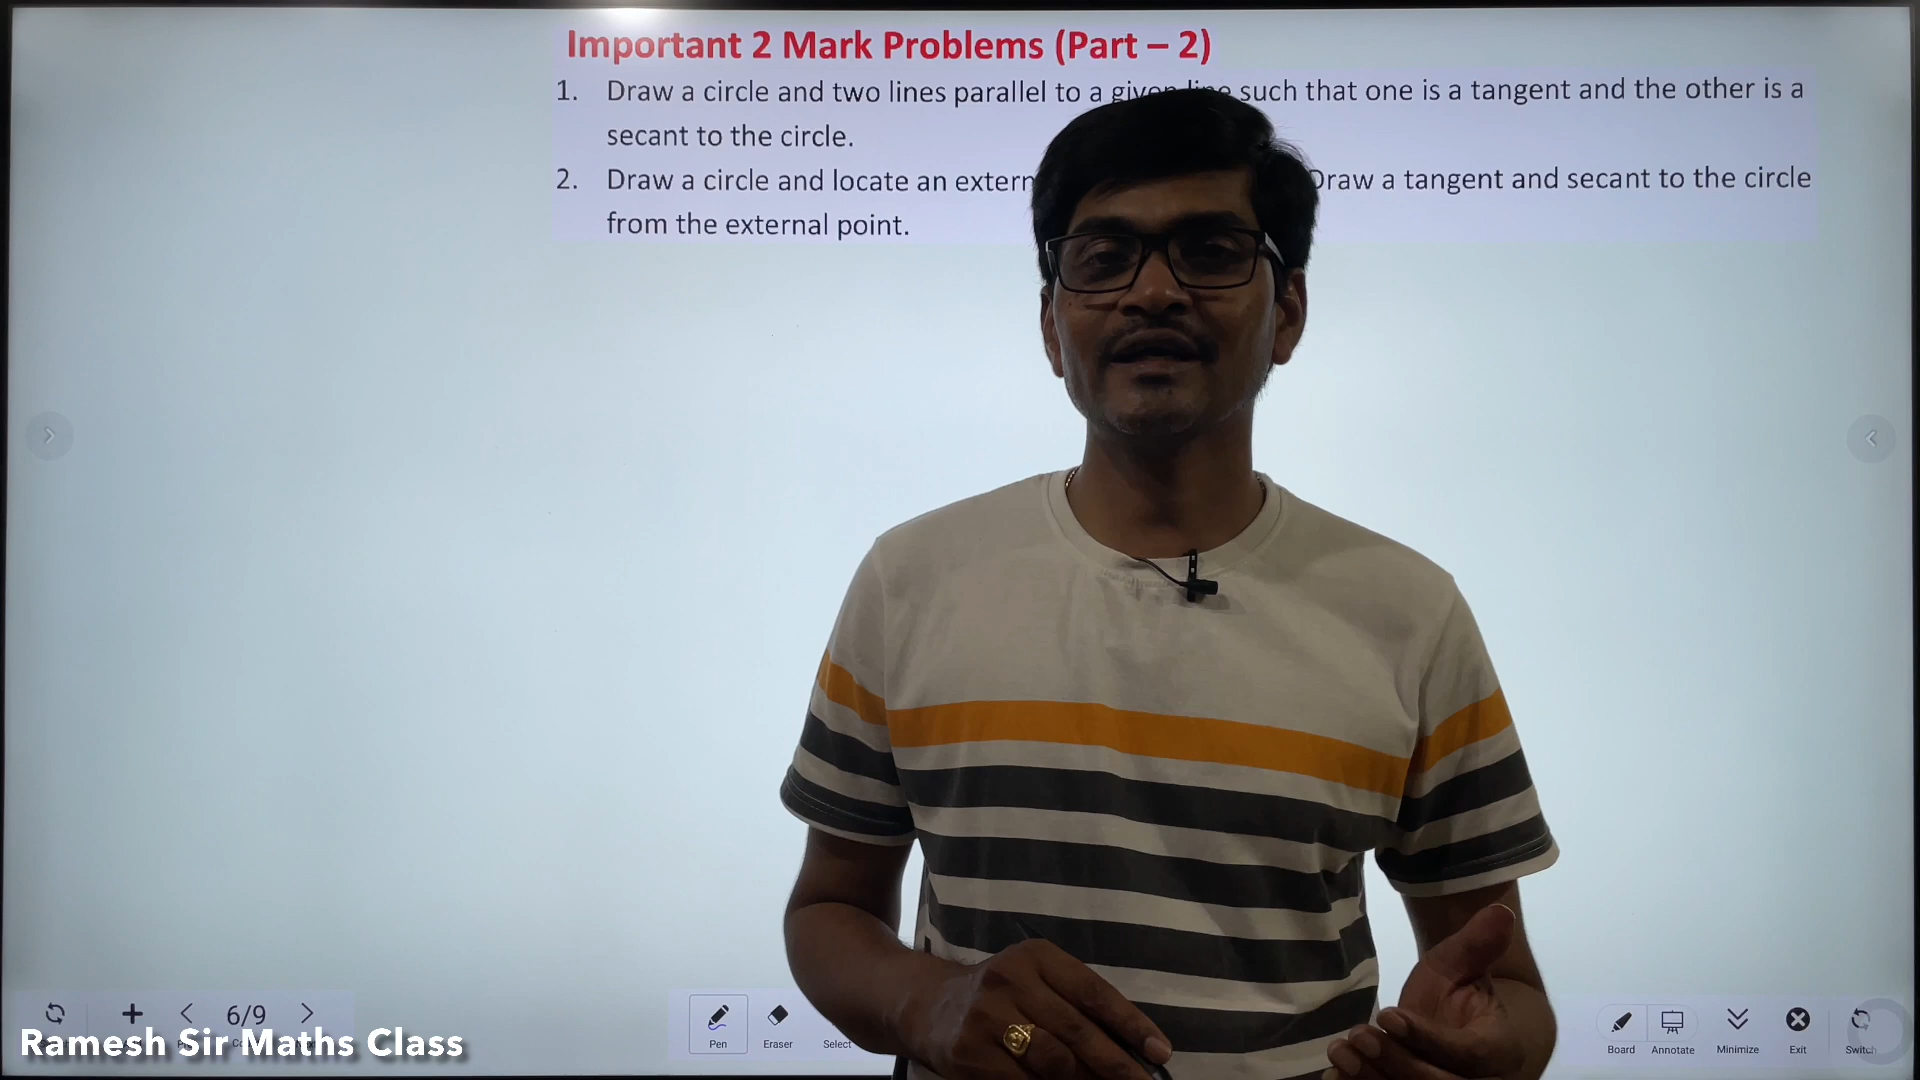 Important 2 Mark Problems (Part – 2)
1. Draw a circle and two lines parallel to a given line such that one is a tangent and the other is a
secant to the circle.
2. Draw a circle and locate an extern Draw a tangent and secant to the circle
from the external point.
6/9
Pen Eraser Select
Board Annotate Minimize Exit Switch
Ramesh Sir Maths Class